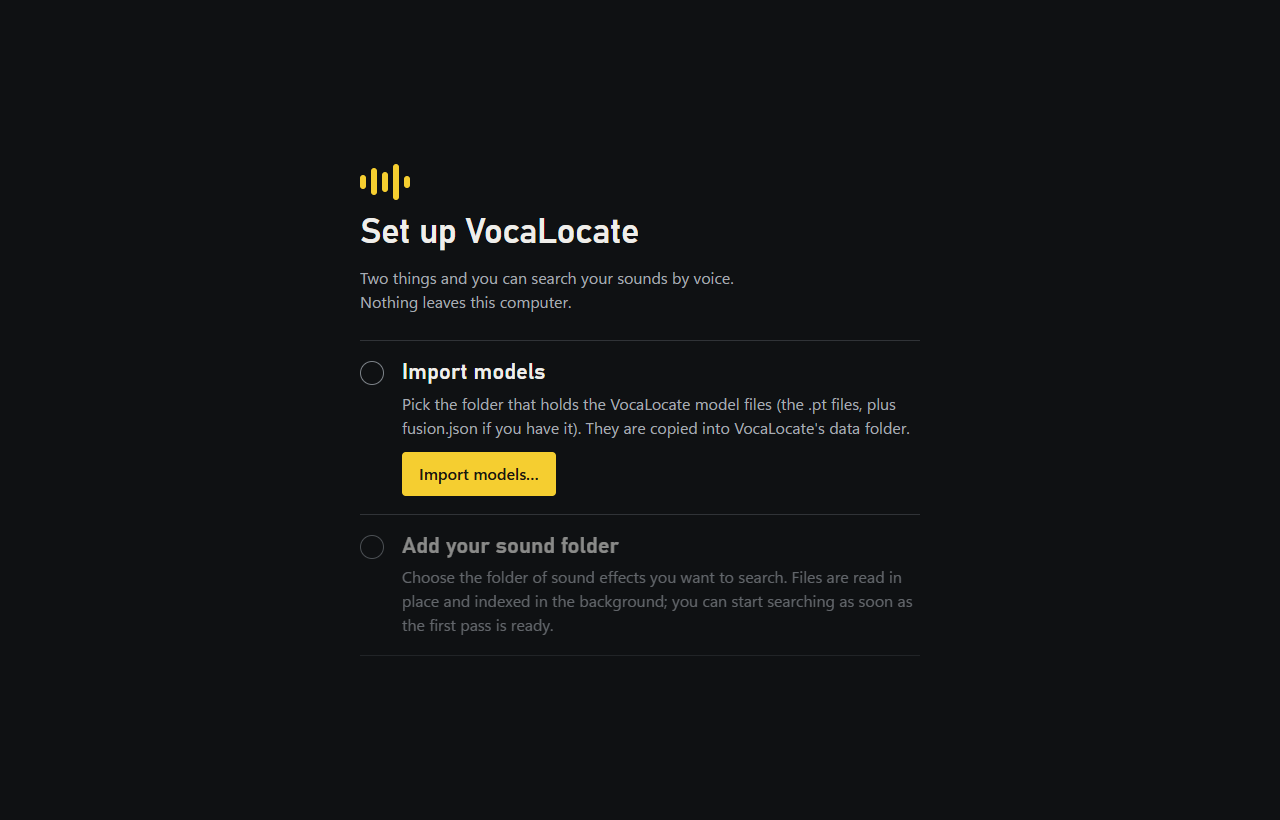 Set up VocaLocate
Two things and you can search your sounds by voice.
Nothing leaves this computer.
Import models
Pick the folder that holds the VocaLocate model files (the .pt files, plus
fusion.json if you have it). They are copied into VocaLocate's data folder.
Import models...
Add your sound folder
Choose the folder of sound effects you want to search. Files are read in
place and indexed in the background; you can start searching as soon as
the first pass is ready.